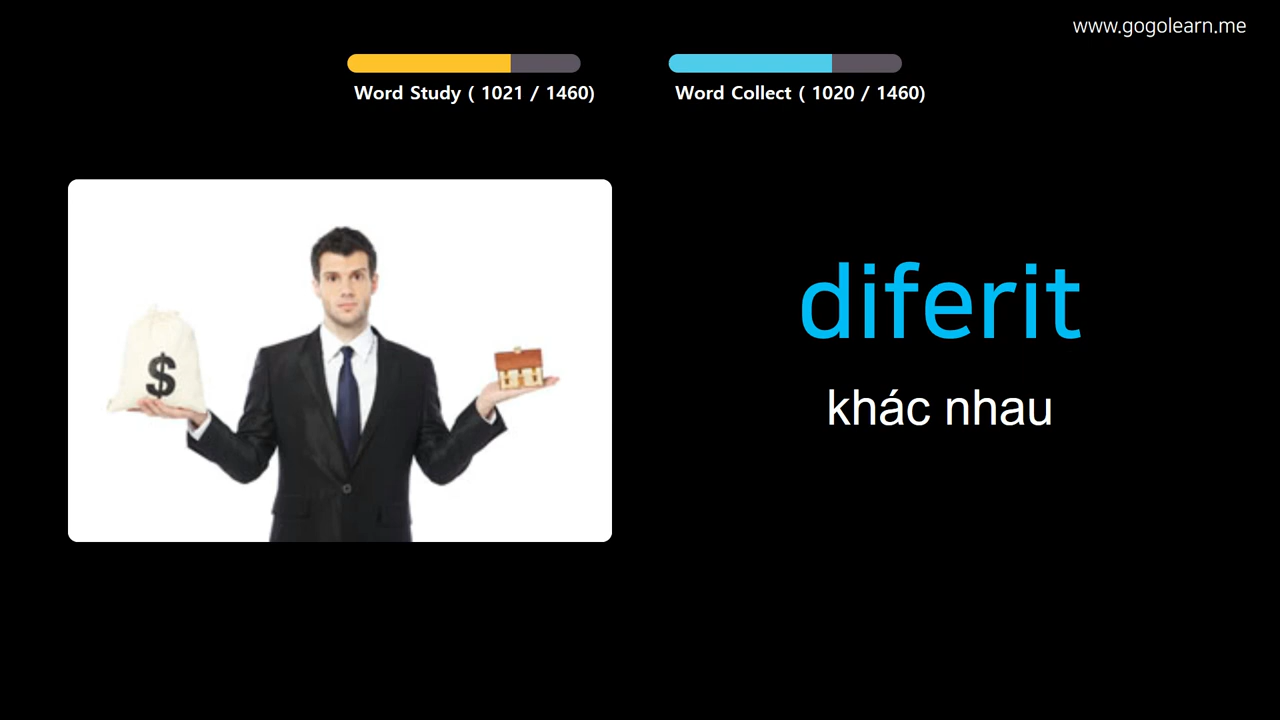 www.gogolearn.me
Word Study ( 1021 / 1460)
Word Collect ( 1020 / 1460)
$
diferit
khác nhau